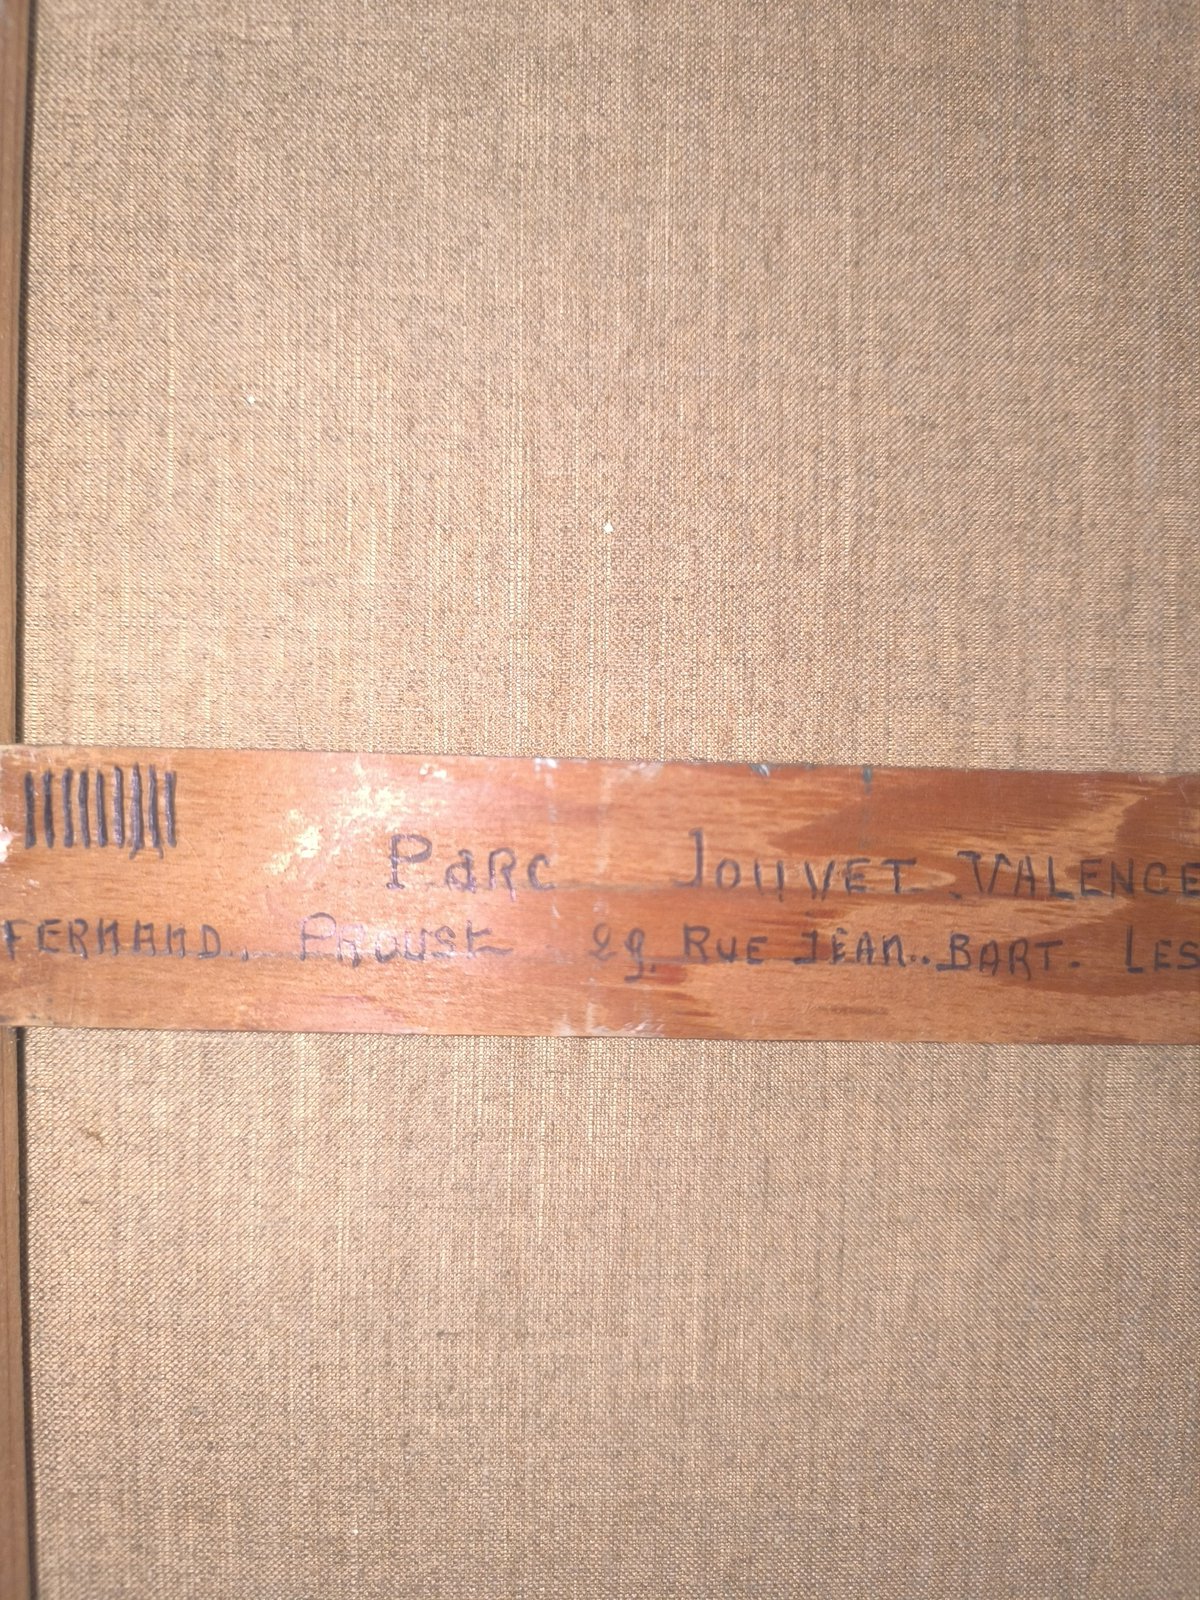 Parc Jouvet. VALENCE
FERNAND.. Proust 29. RUE JEAN.. BART. LES